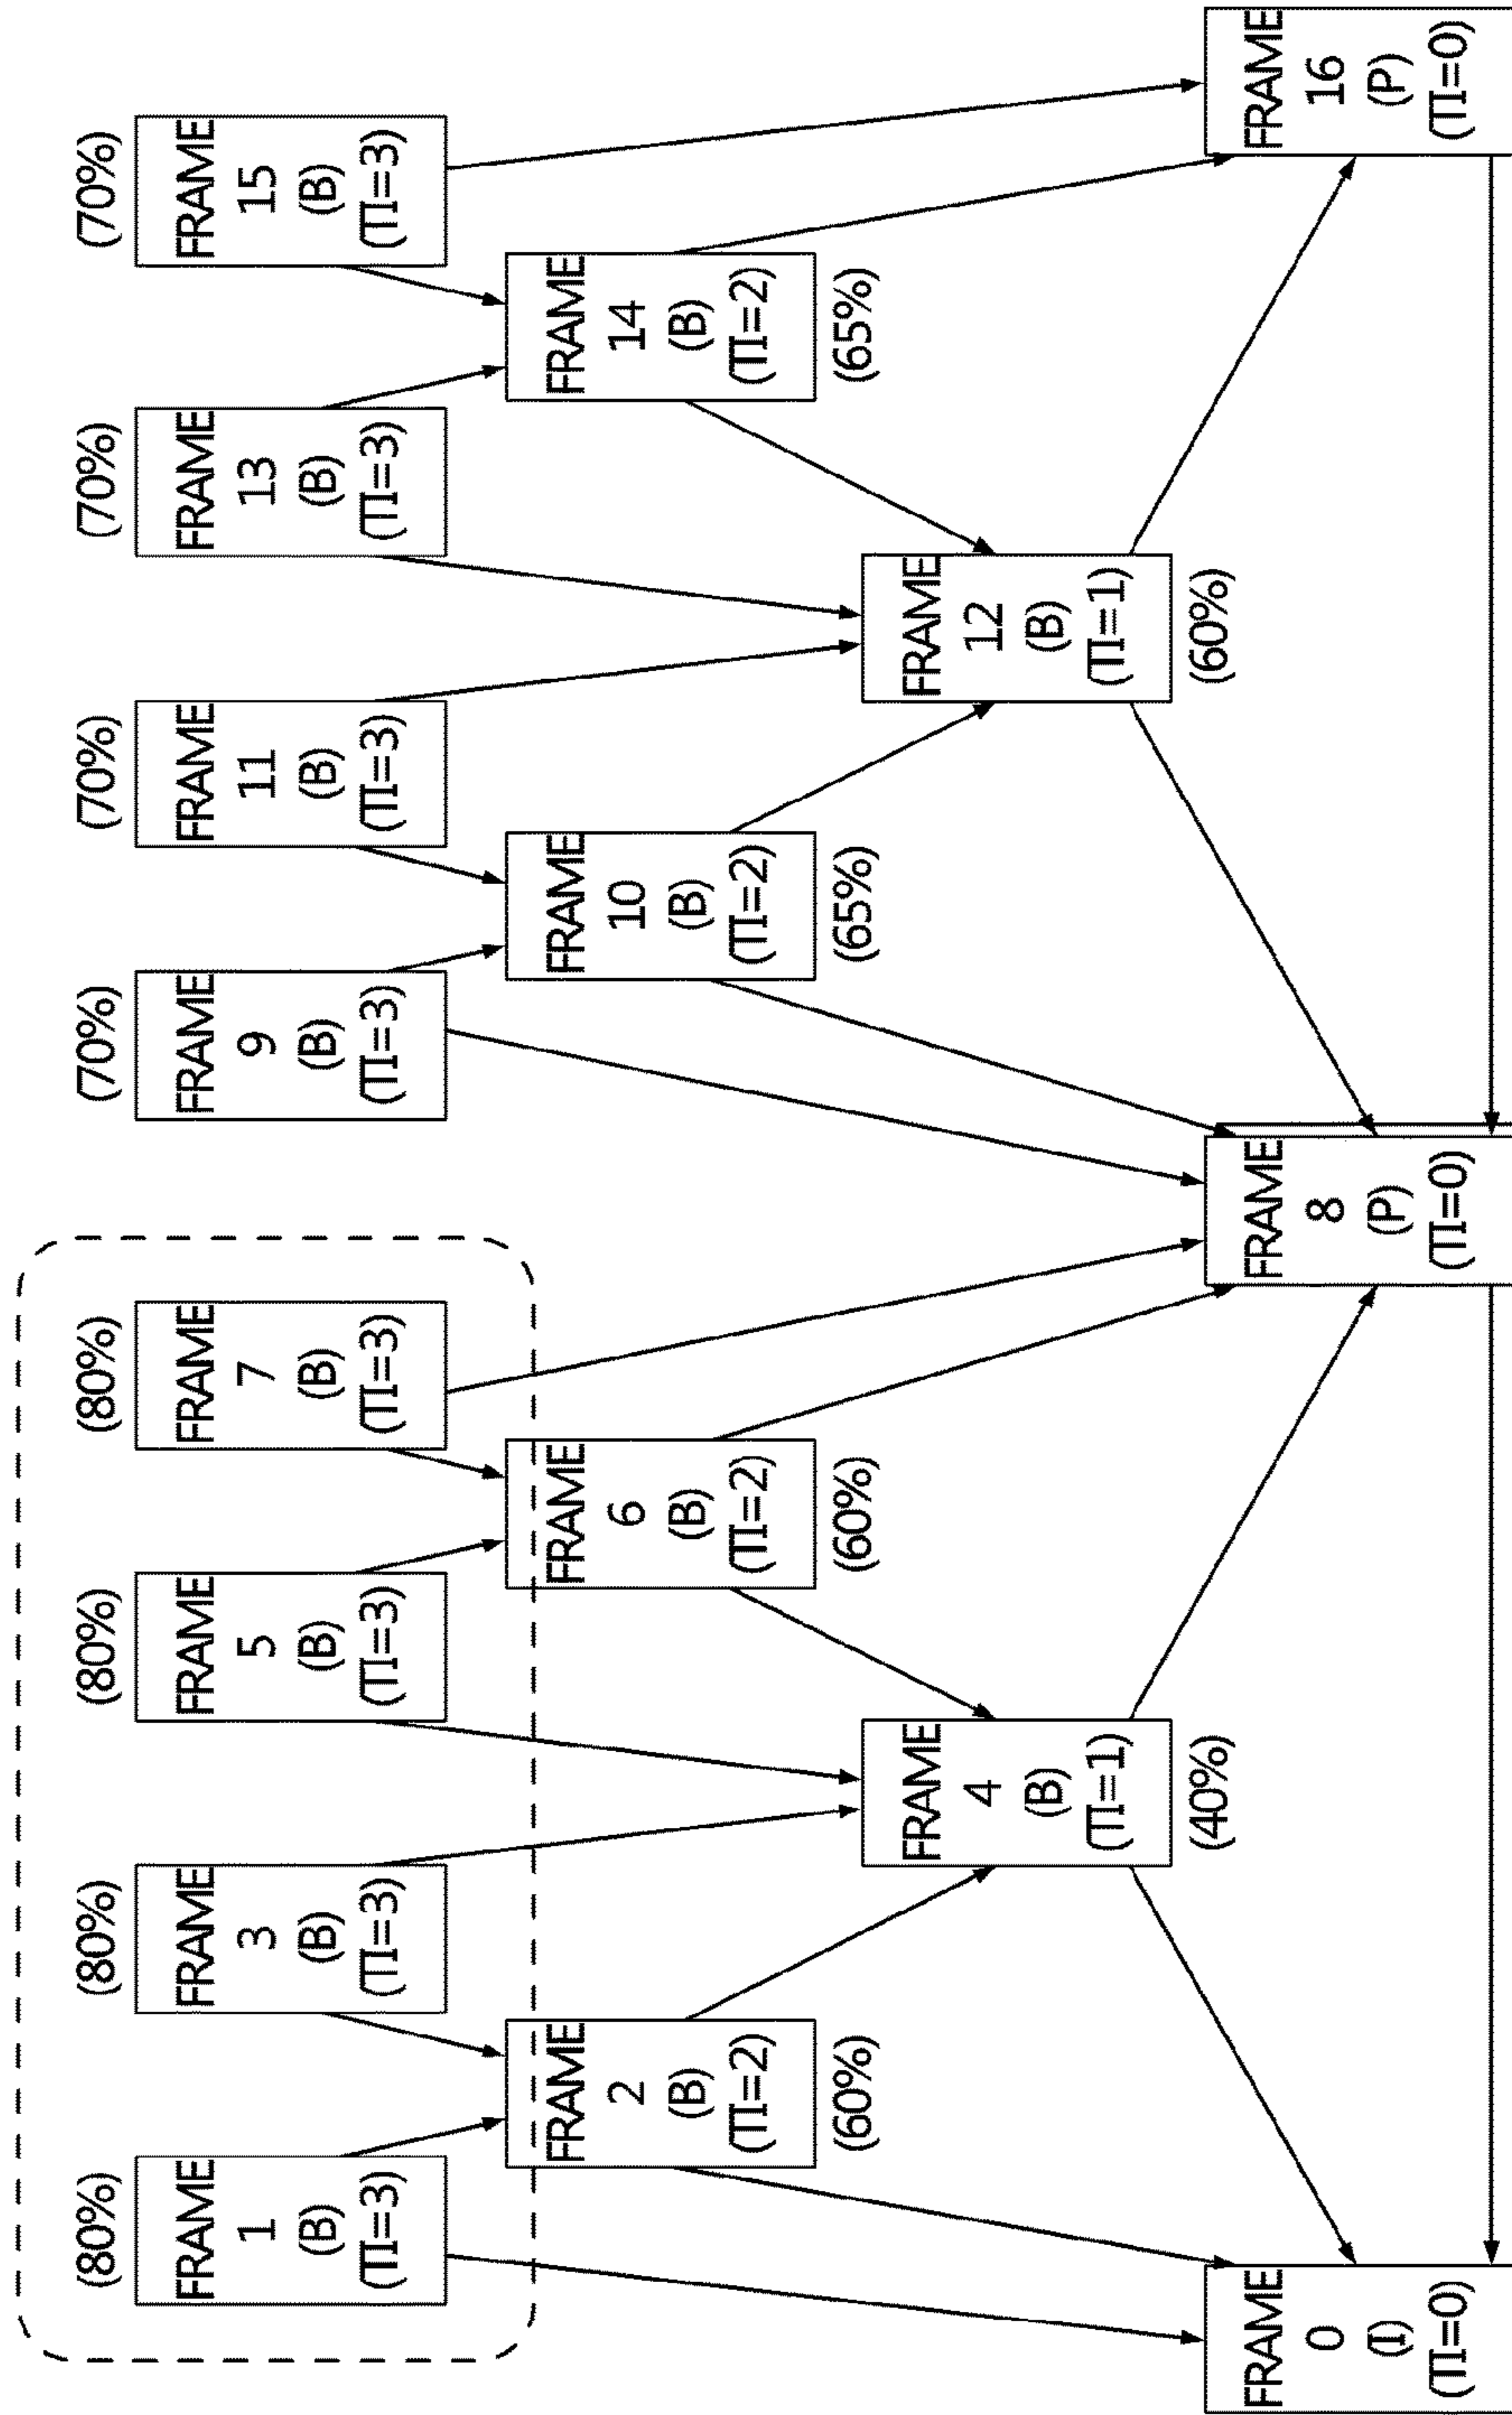 (80%)
FRAME
1
(B)
(TI=3)
(80%)
FRAME
3
(B)
(TI=3)
(80%)
FRAME
5
(B)
(TI=3)
(80%)
FRAME
7
(B)
(TI=3)
(70%)
FRAME
9
(B)
(TI=3)
(70%)
FRAME
11
(B)
(TI=3)
(70%)
FRAME
13
(B)
(TI=3)
(70%)
FRAME
15
(B)
(TI=3)
FRAME
2
(B)
(TI=2)
(60%)
FRAME
6
(B)
(TI=2)
(60%)
FRAME
10
(B)
(TI=2)
(65%)
FRAME
14
(B)
(TI=2)
(65%)
FRAME
4
(B)
(TI=1)
(40%)
FRAME
12
(B)
(TI=1)
(60%)
FRAME
0
(I)
(TI=0)
FRAME
8
(P)
(TI=0)
FRAME
16
(P)
(TI=0)